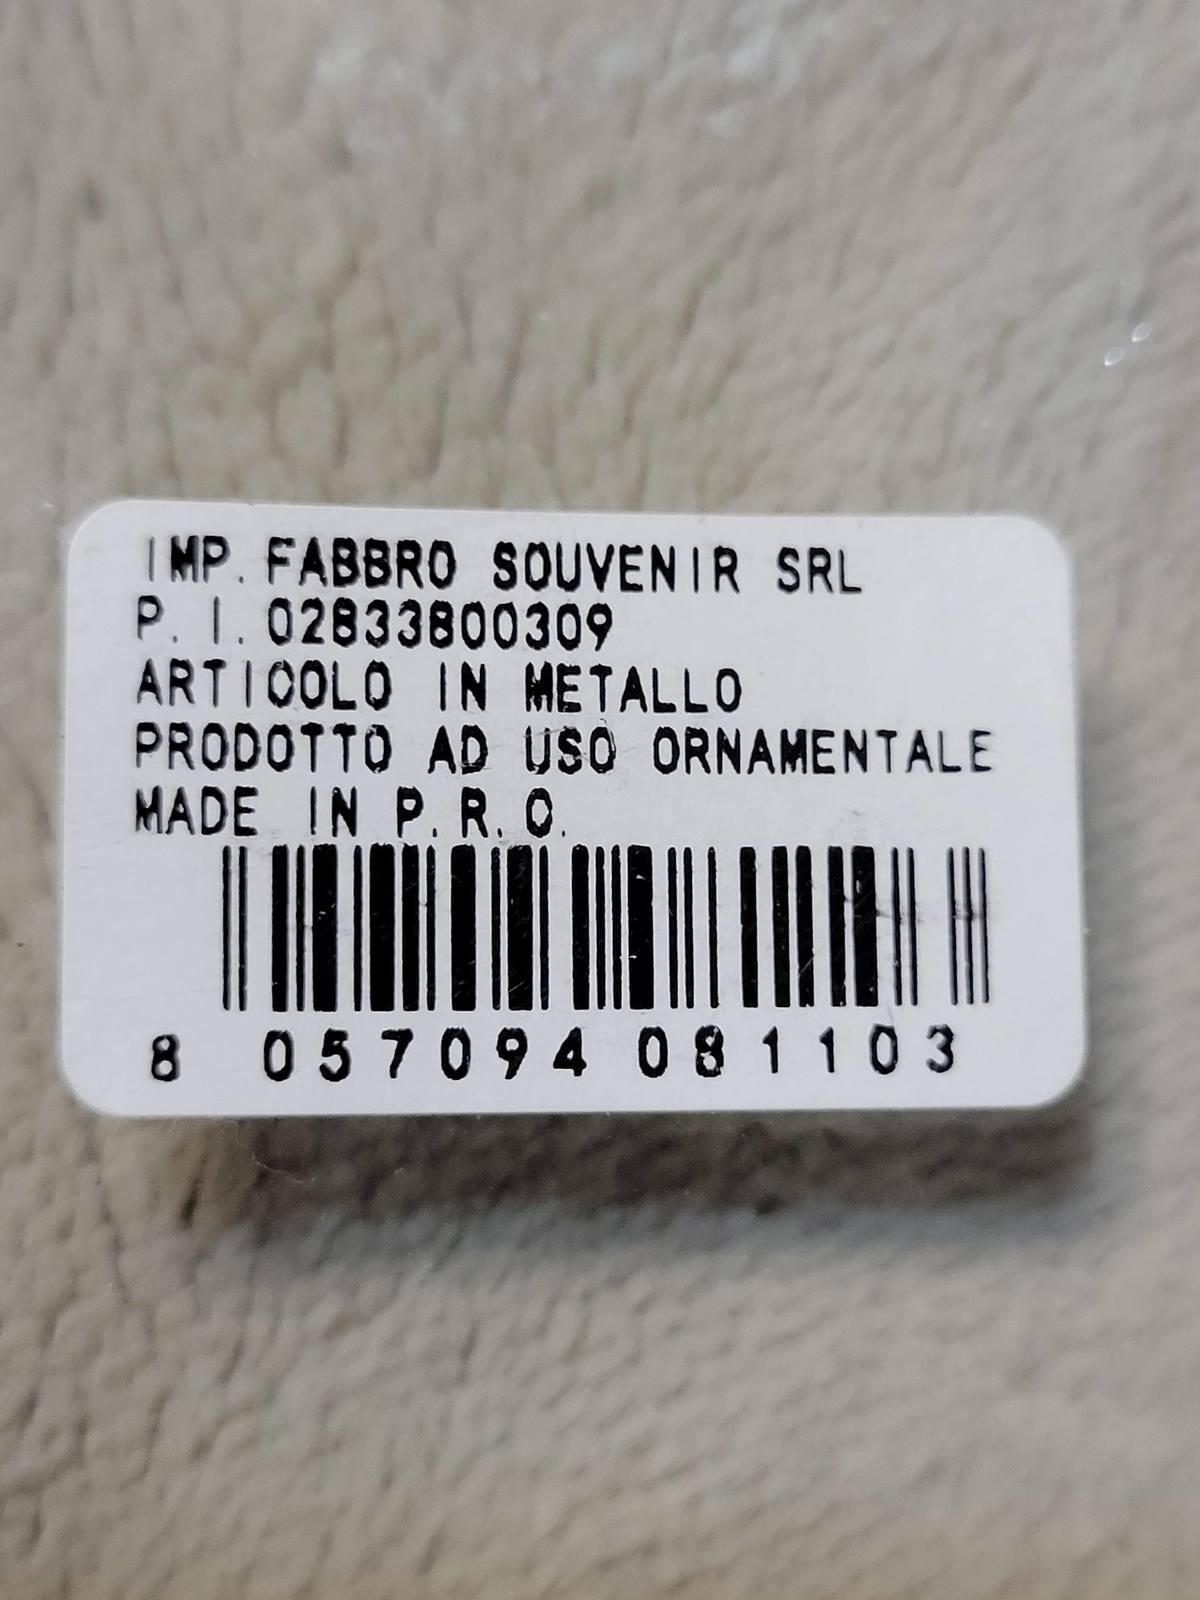 IMP. FABBRO SOUVENIR SRL
P. I. 02833800309
ARTICOLO IN METALLO
PRODOTTO AD USO ORNAMENTALE
MADE IN P.R.C.
8 057094 081103